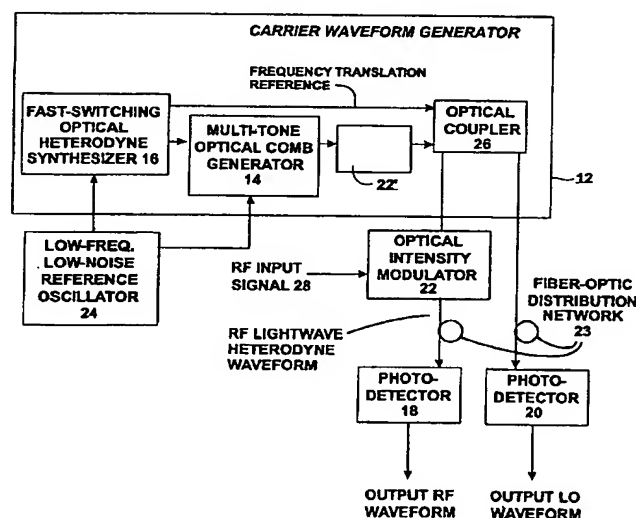 CARRIER WAVEFORM GENERATOR
FREQUENCY TRANSLATION
REFERENCE
FAST-SWITCHING
OPTICAL
HETERODYNE
SYNTHESIZER 16
MULTI-TONE
OPTICAL COMB
GENERATOR
14
22'
OPTICAL
COUPLER
26
12
LOW-FREQ.
LOW-NOISE
REFERENCE
OSCILLATOR
24
RF INPUT
SIGNAL 28
OPTICAL
INTENSITY
MODULATOR
22
FIBER-OPTIC
DISTRIBUTION
NETWORK
23
RF LIGHTWAVE
HETERODYNE
WAVEFORM
PHOTO-
DETECTOR
18
PHOTO-
DETECTOR
20
OUTPUT RF
WAVEFORM
OUTPUT LO
WAVEFORM